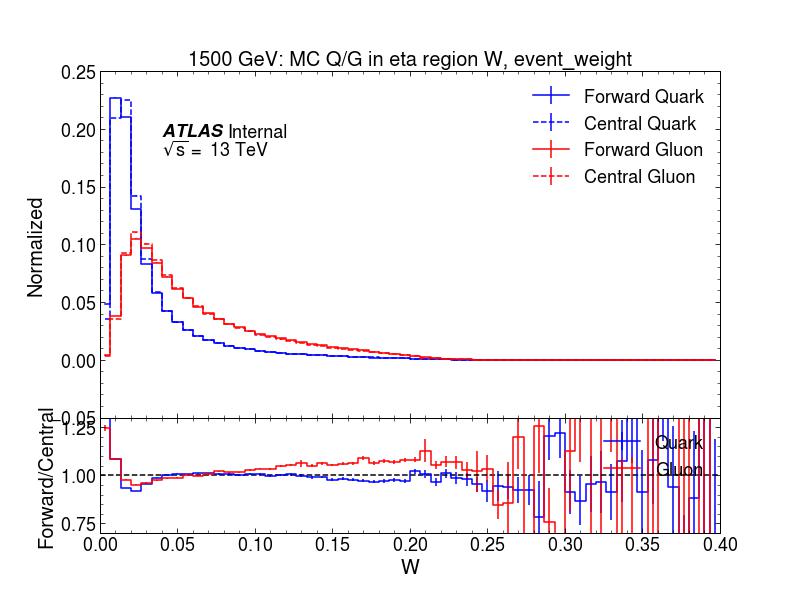 1500 GeV: MC Q/G in eta region W, event_weight
0.25
0.20
0.15
0.10
0.05
0.00
0.05
Normalized
ATLAS Internal
√s = 13 TeV
Forward Quark
Central Quark
Forward Gluon
Central Gluon
1.25
1.00
0.75
Forward/Central
Quark
Gluon
0.00 0.05 0.10 0.15 0.20 0.25 0.30 0.35 0.40
W